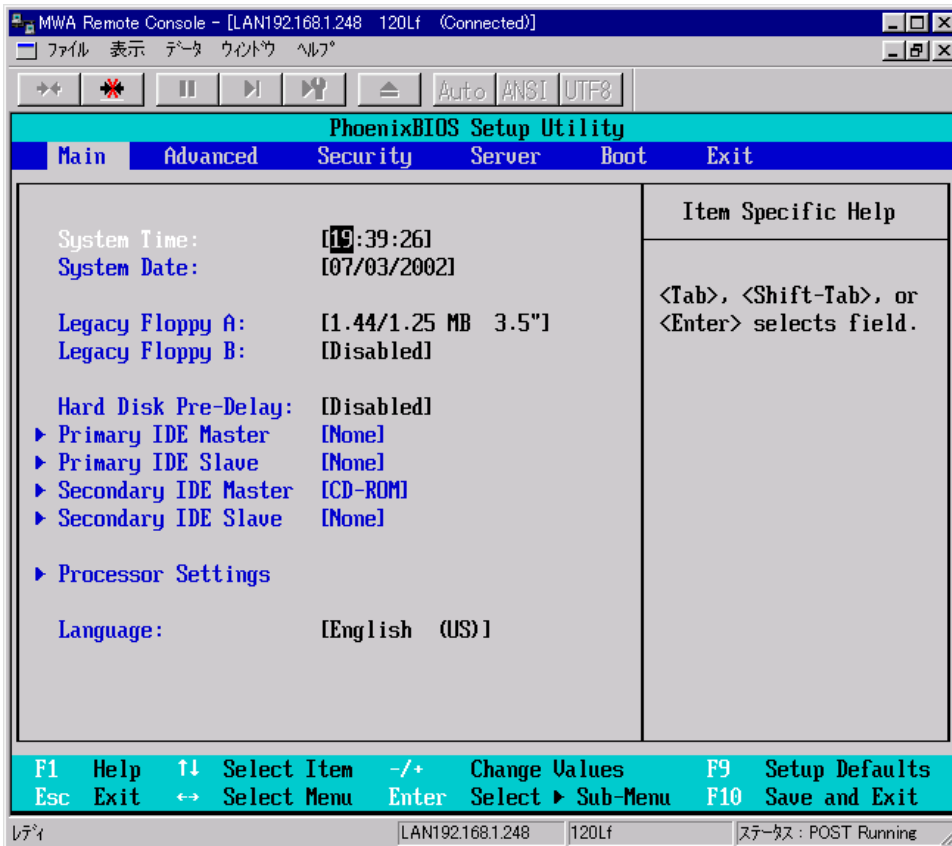 MWA Remote Console - [LAN192.168.1.248 120Lf (Connected)]
ファイル 表示 データ ウィンドウ ヘルプ
Auto ANSI UTF8
PhoenixBIOS Setup Utility
Main Advanced Security Server Boot Exit
Item Specific Help
System Time: [19:39:26]
System Date: [07/03/2002]
<Tab>, <Shift-Tab>, or
<Enter> selects field.
Legacy Floppy A: [1.44/1.25 MB 3.5"]
Legacy Floppy B: [Disabled]
Hard Disk Pre-Delay: [Disabled]
Primary IDE Master [None]
Primary IDE Slave [None]
Secondary IDE Master [CD-ROM]
Secondary IDE Slave [None]
Processor Settings
Language: [English (US)]
F1 Help ↑↓ Select Item -/+ Change Values F9 Setup Defaults
Esc Exit ↔ Select Menu Enter Select ▶ Sub-Menu F10 Save and Exit
レディ LAN192.168.1.248 120Lf ステータス : POST Running